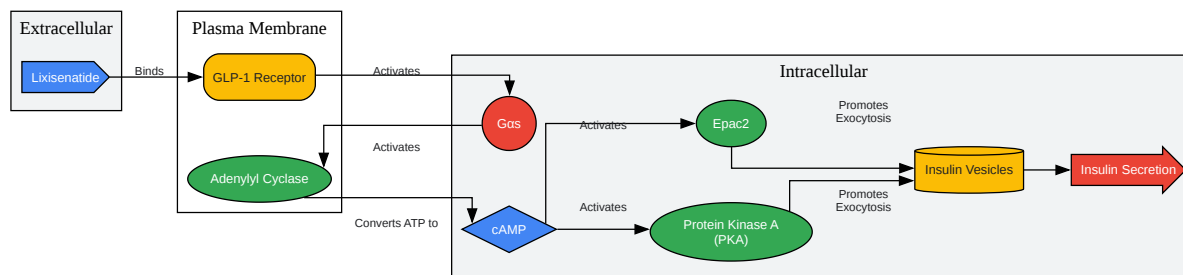 Extracellular
Lixisenatide
Binds
Plasma Membrane
GLP-1 Receptor
Activates
Intracellular
Gαs
Activates
Adenylyl Cyclase
Converts ATP to
cAMP
Activates
Epac2
Activates
Protein Kinase A
(PKA)
Promotes
Exocytosis
Promotes
Exocytosis
Insulin Vesicles
Insulin Secretion